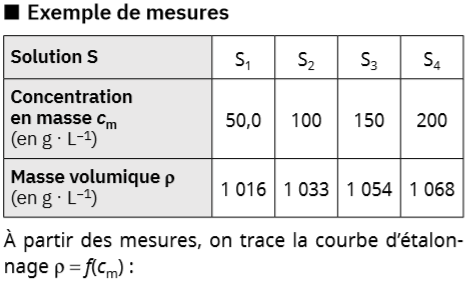 ■ Exemple de mesures
Solution S S₁ S₂ S₃ S₄
Concentration
en masse cₘ
(en g · L⁻¹) 50,0 100 150 200
Masse volumique ρ
(en g · L⁻¹) 1 016 1 033 1 054 1 068
À partir des mesures, on trace la courbe d’étalon-
nage ρ = f(cₘ) :